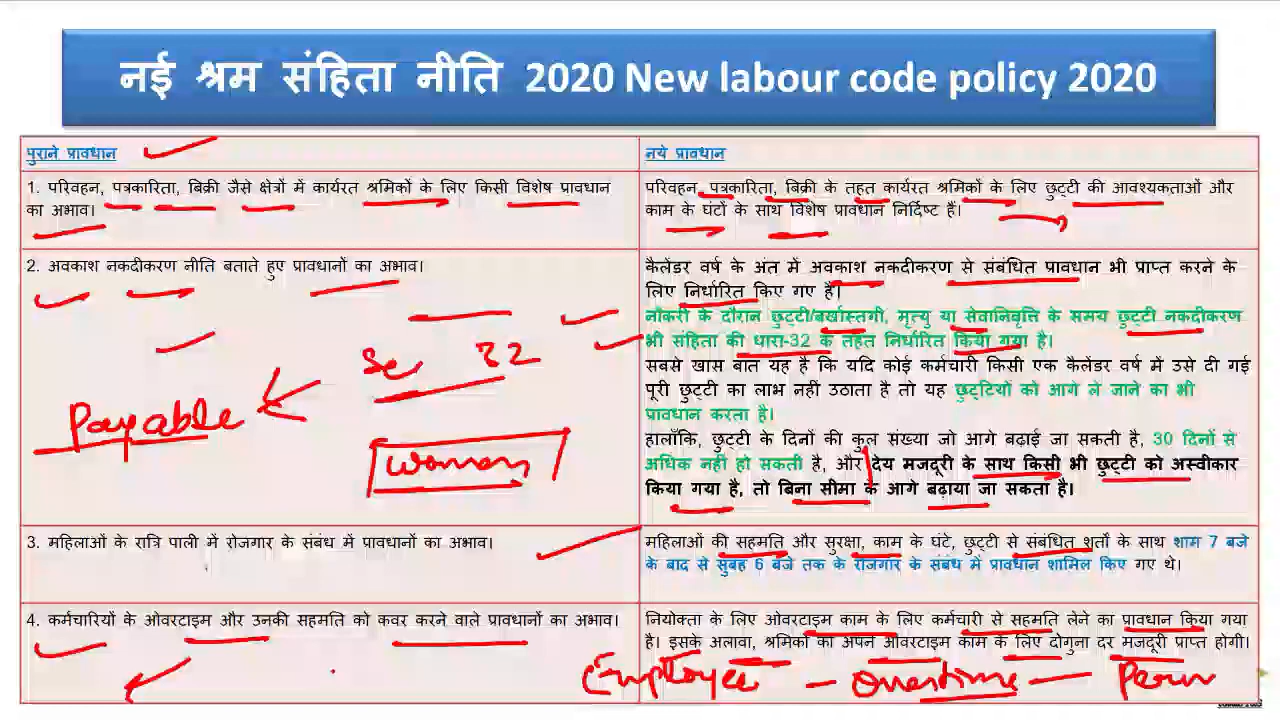 नई श्रम संहिता नीति 2020 New labour code policy 2020
पुराने प्रावधान
नये प्रावधान
1. परिवहन, पत्रकारिता, बिक्री जैसे क्षेत्रों में कार्यरत श्रमिकों के लिए किसी विशेष प्रावधान
का अभाव।
परिवहन, पत्रकारिता, बिक्री के तहत कार्यरत श्रमिकों के लिए छुट्टी की आवश्यकताओं और
काम के घंटों के साथ विशेष प्रावधान निर्दिष्ट हैं।
2. अवकाश नकदीकरण नीति बताते हुए प्रावधानों का अभाव।
कैलेंडर वर्ष के अंत में अवकाश नकदीकरण से संबंधित प्रावधान भी प्राप्त करने के
लिए निर्धारित किए गए हैं|
नौकरी के दौरान छुट्टी/बर्खास्तगी, मृत्यु या सेवानिवृत्ति के समय छुट्टी नकदीकरण
भी संहिता की धारा-32 के तहत निर्धारित किया गया है।
सबसे खास बात यह है कि यदि कोई कर्मचारी किसी एक कैलेंडर वर्ष में उसे दी गई
पूरी छुट्टी का लाभ नहीं उठाता है तो यह छुट्टियों को आगे ले जाने का भी
प्रावधान करता है।
हालाँकि, छुट्टी के दिनों की कुल संख्या जो आगे बढ़ाई जा सकती है, 30 दिनों से
अधिक नहीं हो सकती है, और देय मजदूरी के साथ किसी भी छुट्टी को अस्वीकार
किया गया है, तो बिना सीमा के आगे बढ़ाया जा सकता है।
Sec 32
Payable
women
3. महिलाओं के रात्रि पाली में रोजगार के संबंध में प्रावधानों का अभाव।
महिलाओं की सहमति और सुरक्षा, काम के घंटे, छुट्टी से संबंधित शर्तों के साथ शाम 7 बजे
के बाद से सुबह 6 बजे तक के रोजगार के संबंध में प्रावधान शामिल किए गए थे।
4. कर्मचारियों के ओवरटाइम और उनकी सहमति को कवर करने वाले प्रावधानों का अभाव।
नियोक्ता के लिए ओवरटाइम काम के लिए कर्मचारी से सहमति लेने का प्रावधान किया गया
है। इसके अलावा, श्रमिकों को अपने ओवरटाइम काम के लिए दोगुना दर मजदूरी प्राप्त होगी।
Employee – Overtime –